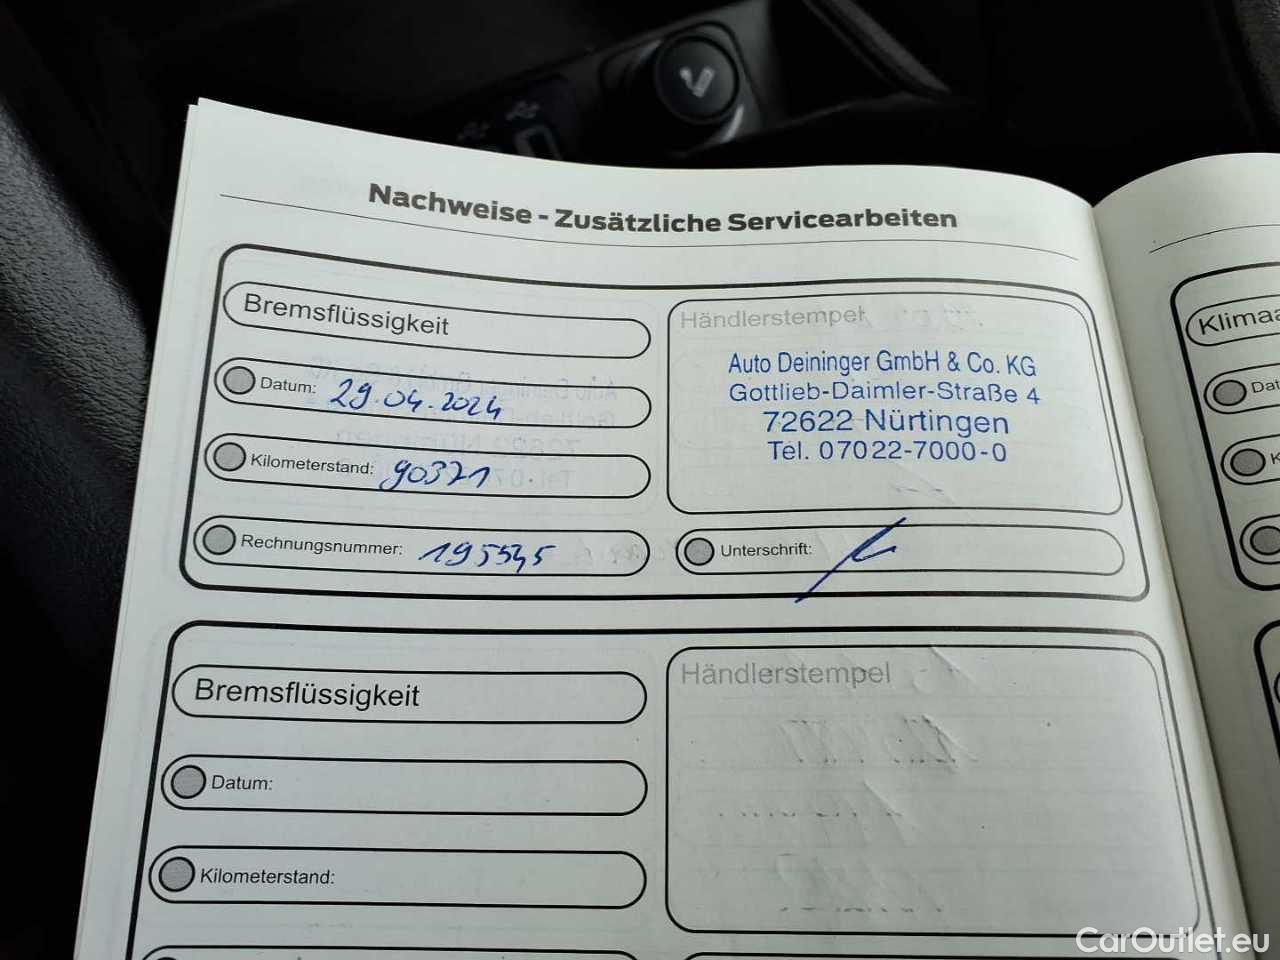 Nachweise - Zusätzliche Servicearbeiten
Bremsflüssigkeit
Datum: 29.04.2024
Kilometerstand: 90321
Rechnungsnummer: 195545
Händlerstempel
Auto Deininger GmbH & Co. KG
Gottlieb-Daimler-Straße 4
72622 Nürtingen
Tel. 07022-7000-0
Unterschrift:
Bremsflüssigkeit
Datum:
Kilometerstand:
Händlerstempel
Klimaa
Dat
K
CarOutlet.eu